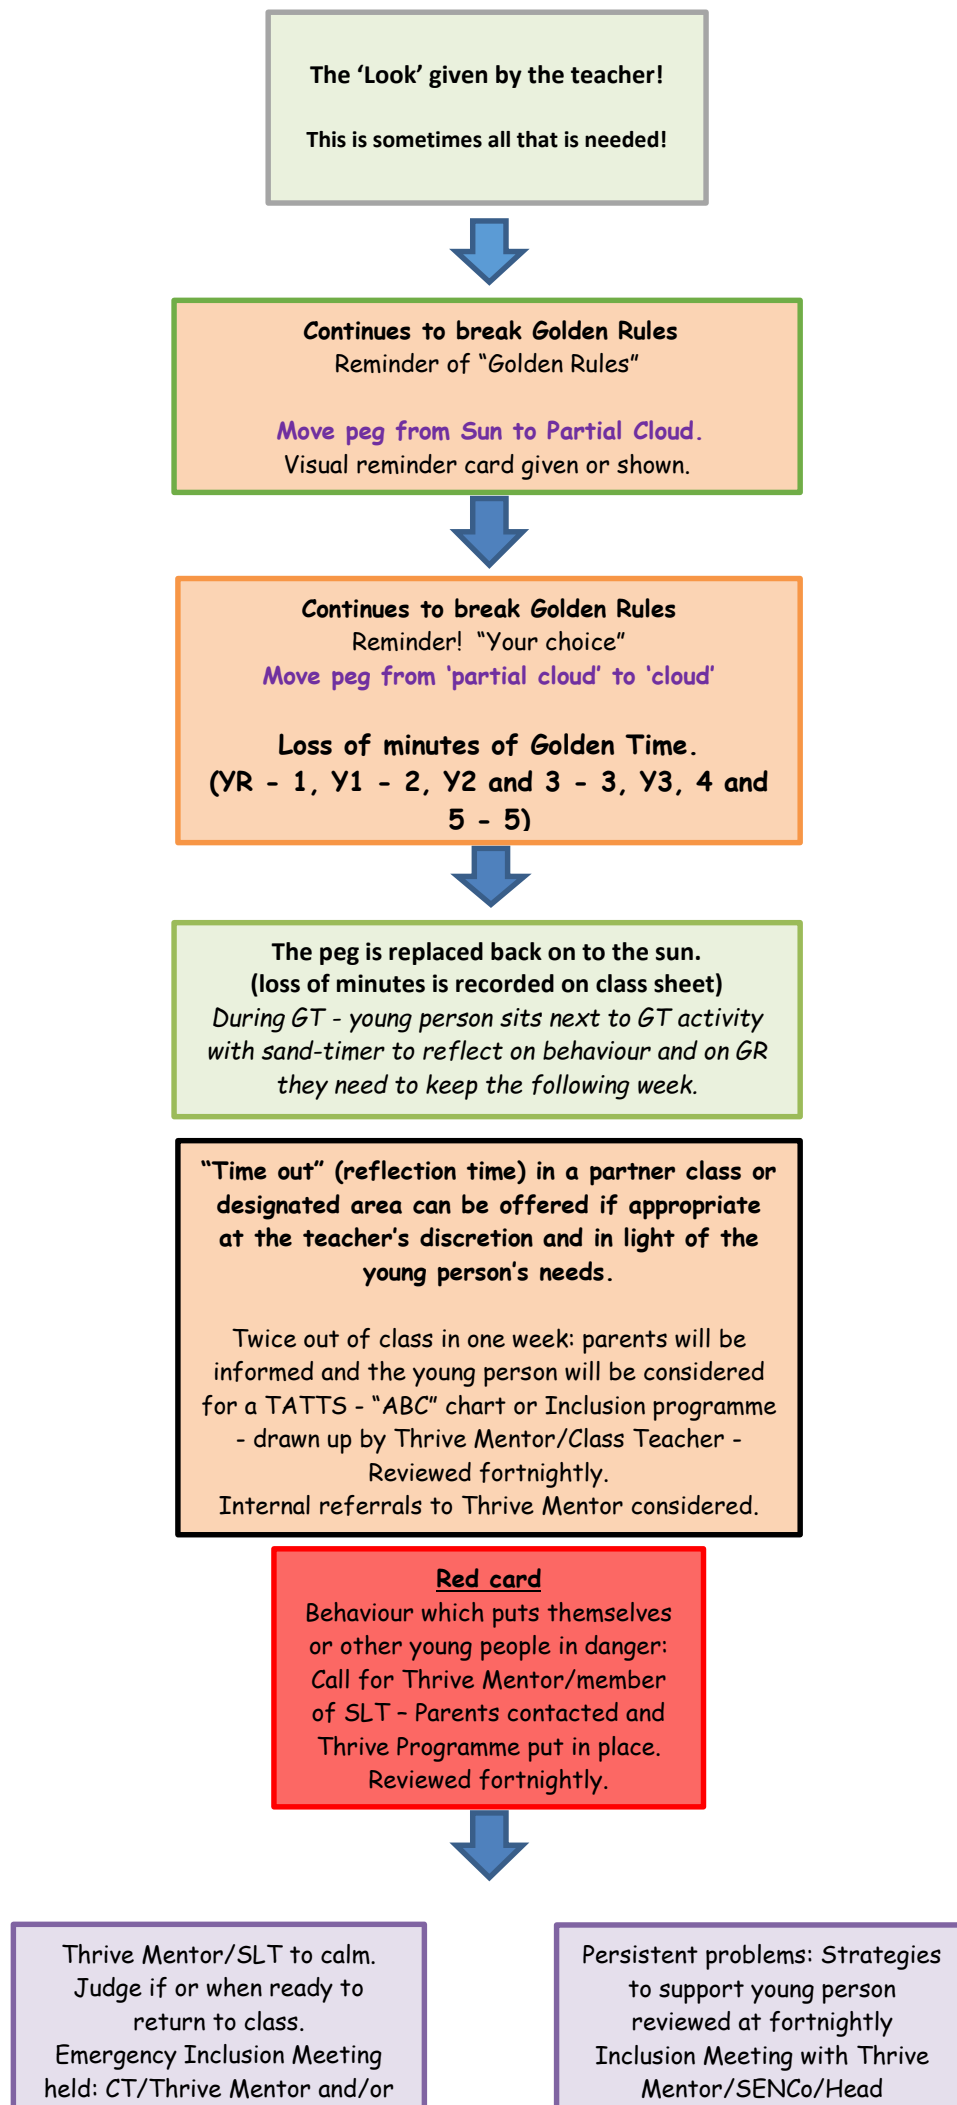 The ‘Look’ given by the teacher!
This is sometimes all that is needed!
Continues to break Golden Rules
Reminder of “Golden Rules”
Move peg from Sun to Partial Cloud.
Visual reminder card given or shown.
Continues to break Golden Rules
Reminder!  “Your choice”
Move peg from ‘partial cloud’ to ‘cloud’
Loss of minutes of Golden Time.
(YR - 1, Y1 - 2, Y2 and 3 - 3, Y3, 4 and
5 - 5)
The peg is replaced back on to the sun.
(loss of minutes is recorded on class sheet)
During GT - young person sits next to GT activity
with sand-timer to reflect on behaviour and on GR
they need to keep the following week.
“Time out” (reflection time) in a partner class or
designated area can be offered if appropriate
at the teacher’s discretion and in light of the
young person’s needs.
Twice out of class in one week: parents will be
informed and the young person will be considered
for a TATTS - “ABC” chart or Inclusion programme
- drawn up by Thrive Mentor/Class Teacher -
Reviewed fortnightly.
Internal referrals to Thrive Mentor considered.
Red card
Behaviour which puts themselves
or other young people in danger:
Call for Thrive Mentor/member
of SLT – Parents contacted and
Thrive Programme put in place.
Reviewed fortnightly.
Thrive Mentor/SLT to calm.
Judge if or when ready to
return to class.
Emergency Inclusion Meeting
held: CT/Thrive Mentor and/or
Persistent problems: Strategies
to support young person
reviewed at fortnightly
Inclusion Meeting with Thrive
Mentor/SENCo/Head